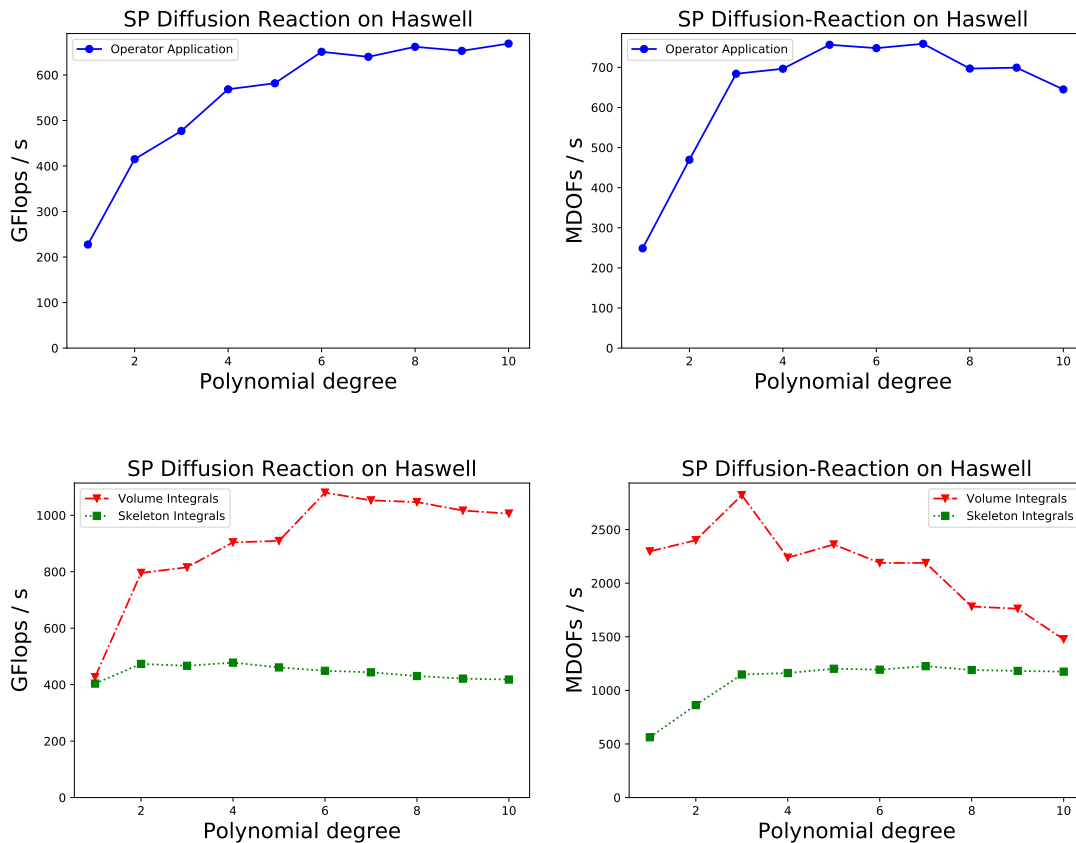 SP Diffusion Reaction on Haswell
Operator Application
GFlops / s
600
500
400
300
200
100
0
2 4 6 8 10
Polynomial degree
SP Diffusion-Reaction on Haswell
Operator Application
MDOFs / s
700
600
500
400
300
200
100
0
2 4 6 8 10
Polynomial degree
SP Diffusion Reaction on Haswell
Volume Integrals
Skeleton Integrals
GFlops / s
1000
800
600
400
200
0
2 4 6 8 10
Polynomial degree
SP Diffusion-Reaction on Haswell
Volume Integrals
Skeleton Integrals
MDOFs / s
2500
2000
1500
1000
500
0
2 4 6 8 10
Polynomial degree